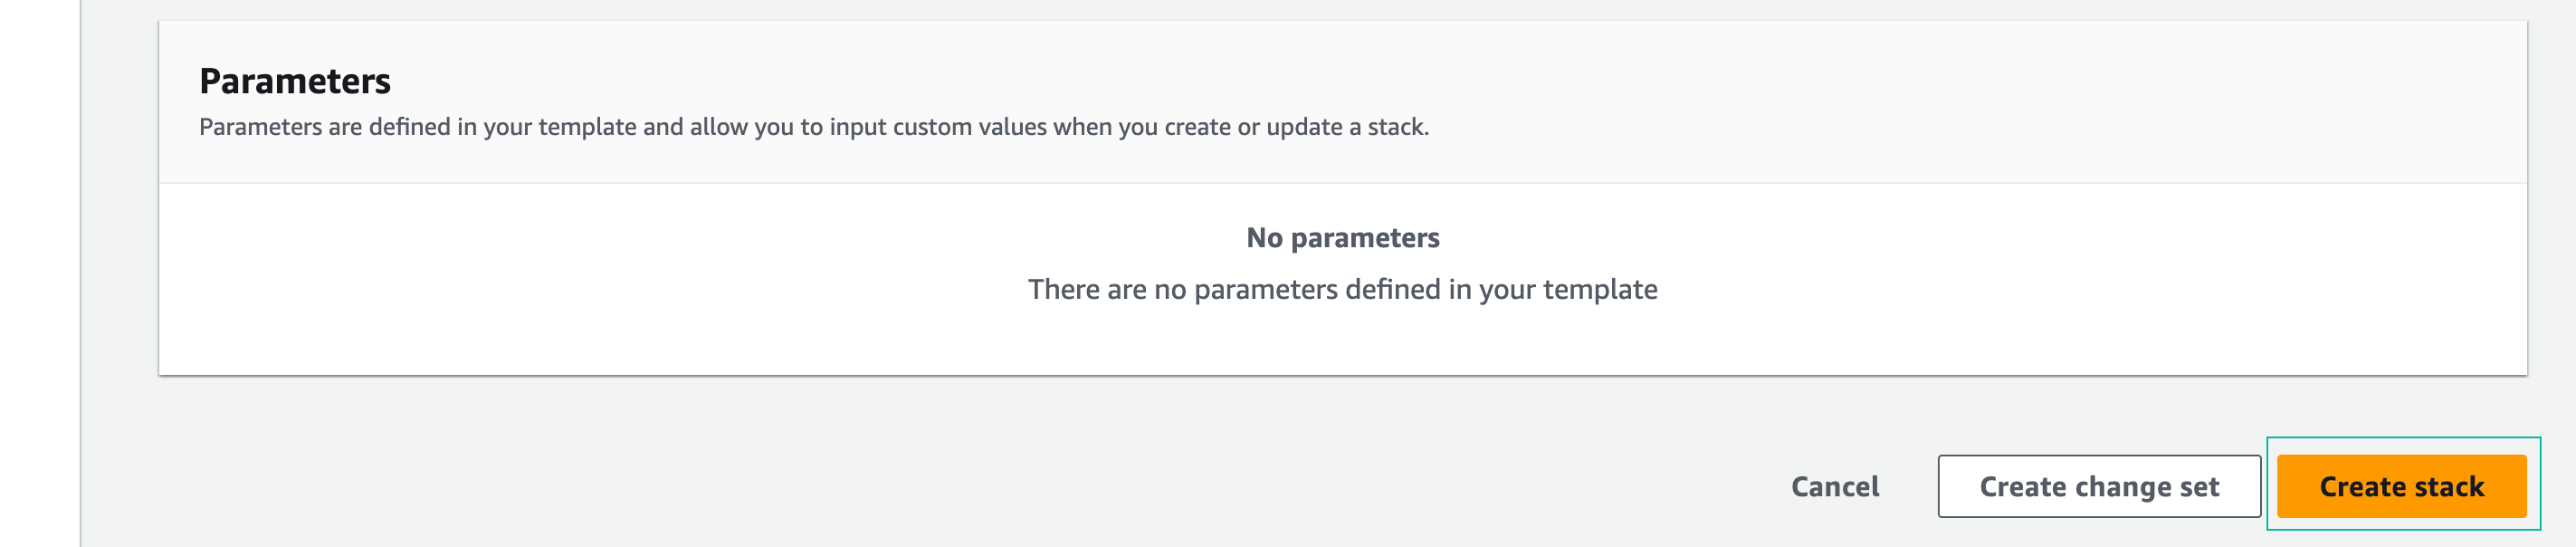 Parameters
Parameters are defined in your template and allow you to input custom values when you create or update a stack.
No parameters
There are no parameters defined in your template
Cancel
Create change set
Create stack